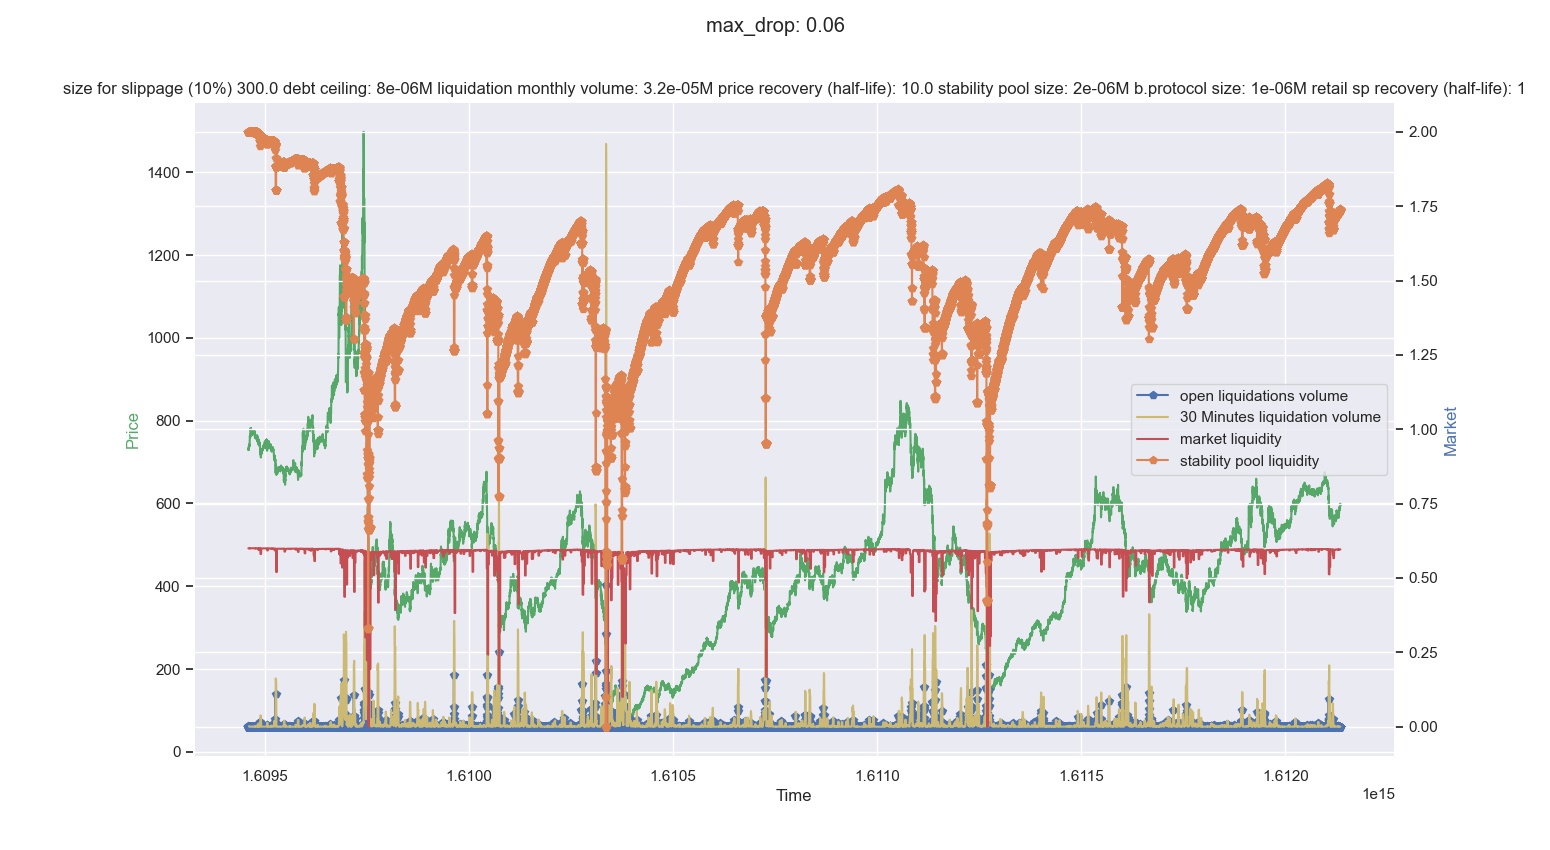 max_drop: 0.06
size for slippage (10%) 300.0 debt ceiling: 8e-06M liquidation monthly volume: 3.2e-05M price recovery (half-life): 10.0 stability pool size: 2e-06M b.protocol size: 1e-06M retail sp recovery (half-life): 1
2.00
1400
1.75
1200
1.50
1000
1.25
open liquidations volume
30 Minutes liquidation volume
market liquidity
stability pool liquidity
Price
800
1.00
Market
600
0.75
400
0.50
200
0.25
0
0.00
1.6095 1.6100 1.6105 1.6110 1.6115 1.6120
Time
1e15